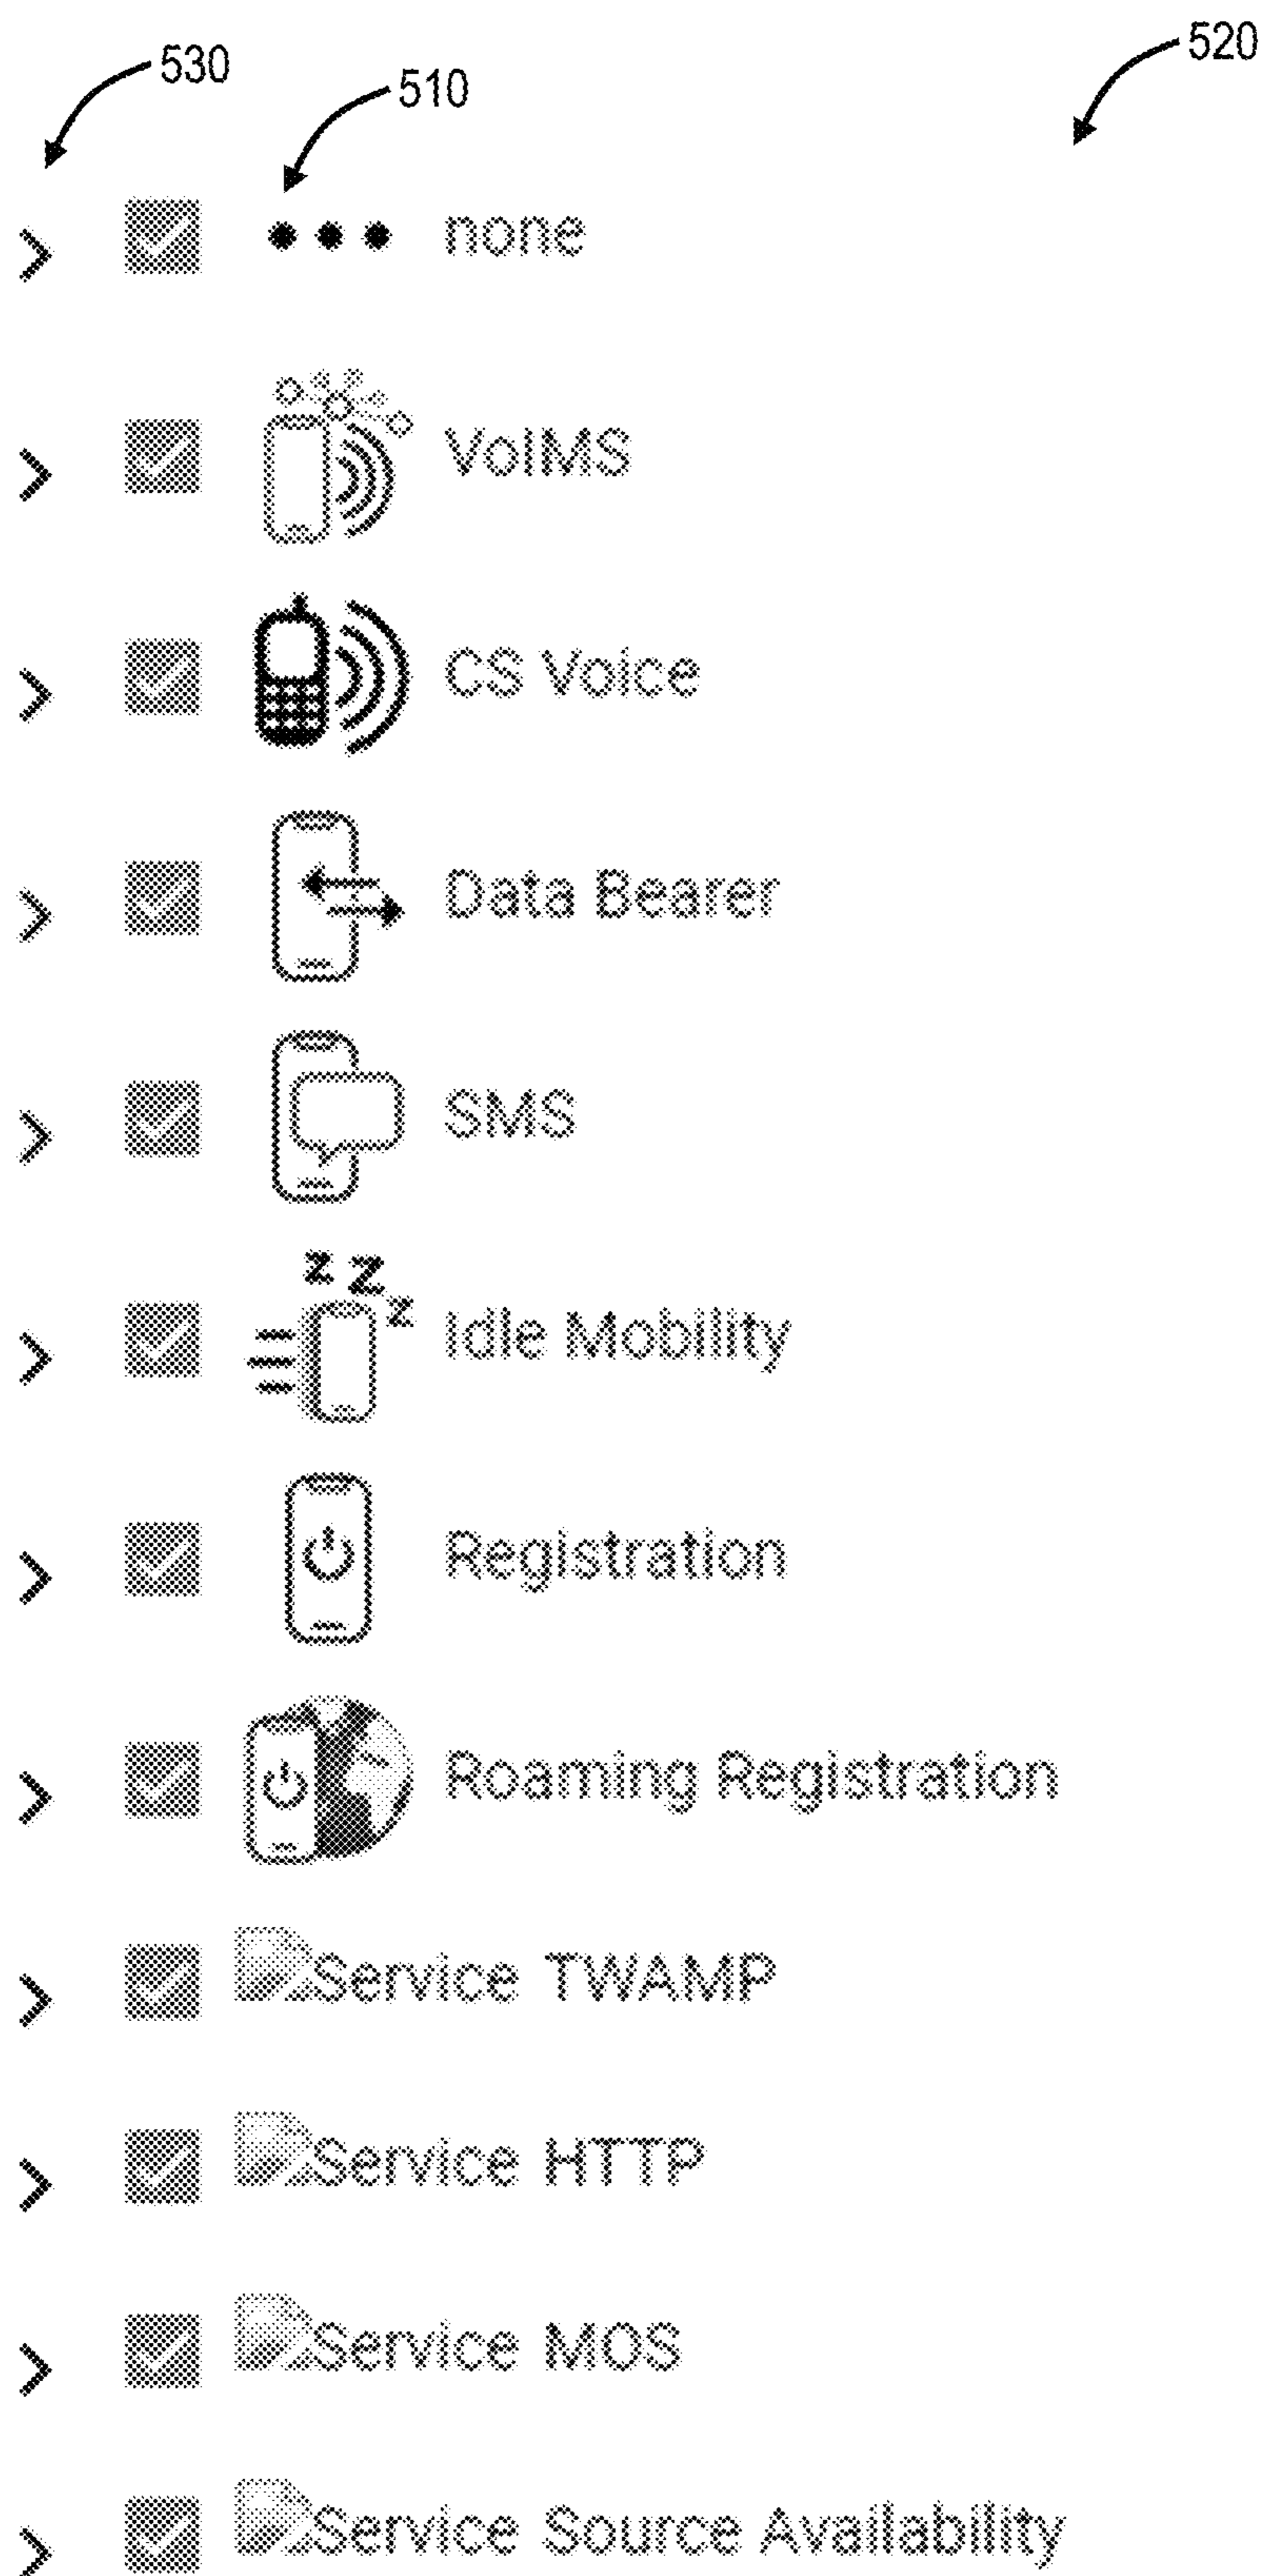 520
530
510
none
VoIMS
CS Voice
Data Bearer
SMS
z z z
Idle Mobility
Registration
Roaming Registration
Service TWAMP
Service HTTP
Service MOS
Service Source Availability